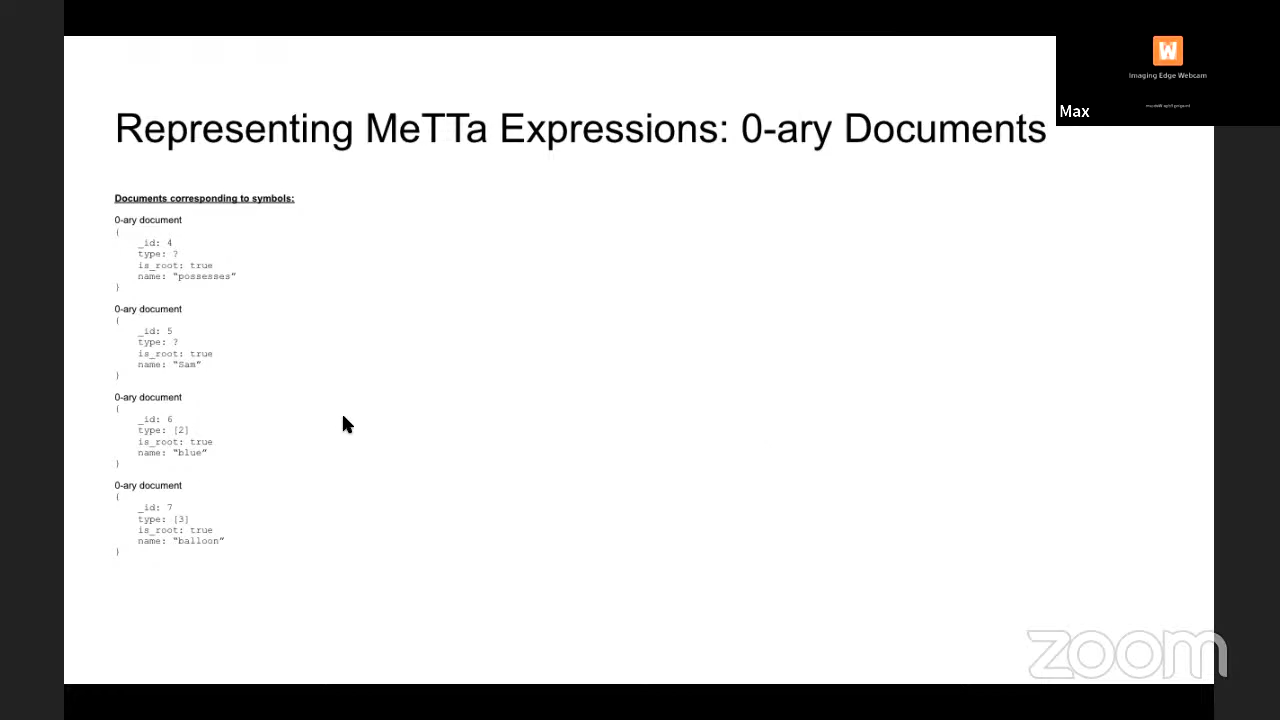 W
Imaging Edge Webcam
Max
Representing MeTTa Expressions: 0-ary Documents
Documents corresponding to symbols:
0-ary document
{
_id: 4
type: ?
is_root: true
name: “possesses”
}
0-ary document
{
_id: 5
type: ?
is_root: true
name: “Sam”
}
0-ary document
{
_id: 6
type: [2]
is_root: true
name: “blue”
}
0-ary document
{
_id: 7
type: [3]
is_root: true
name: “balloon”
}
zoom